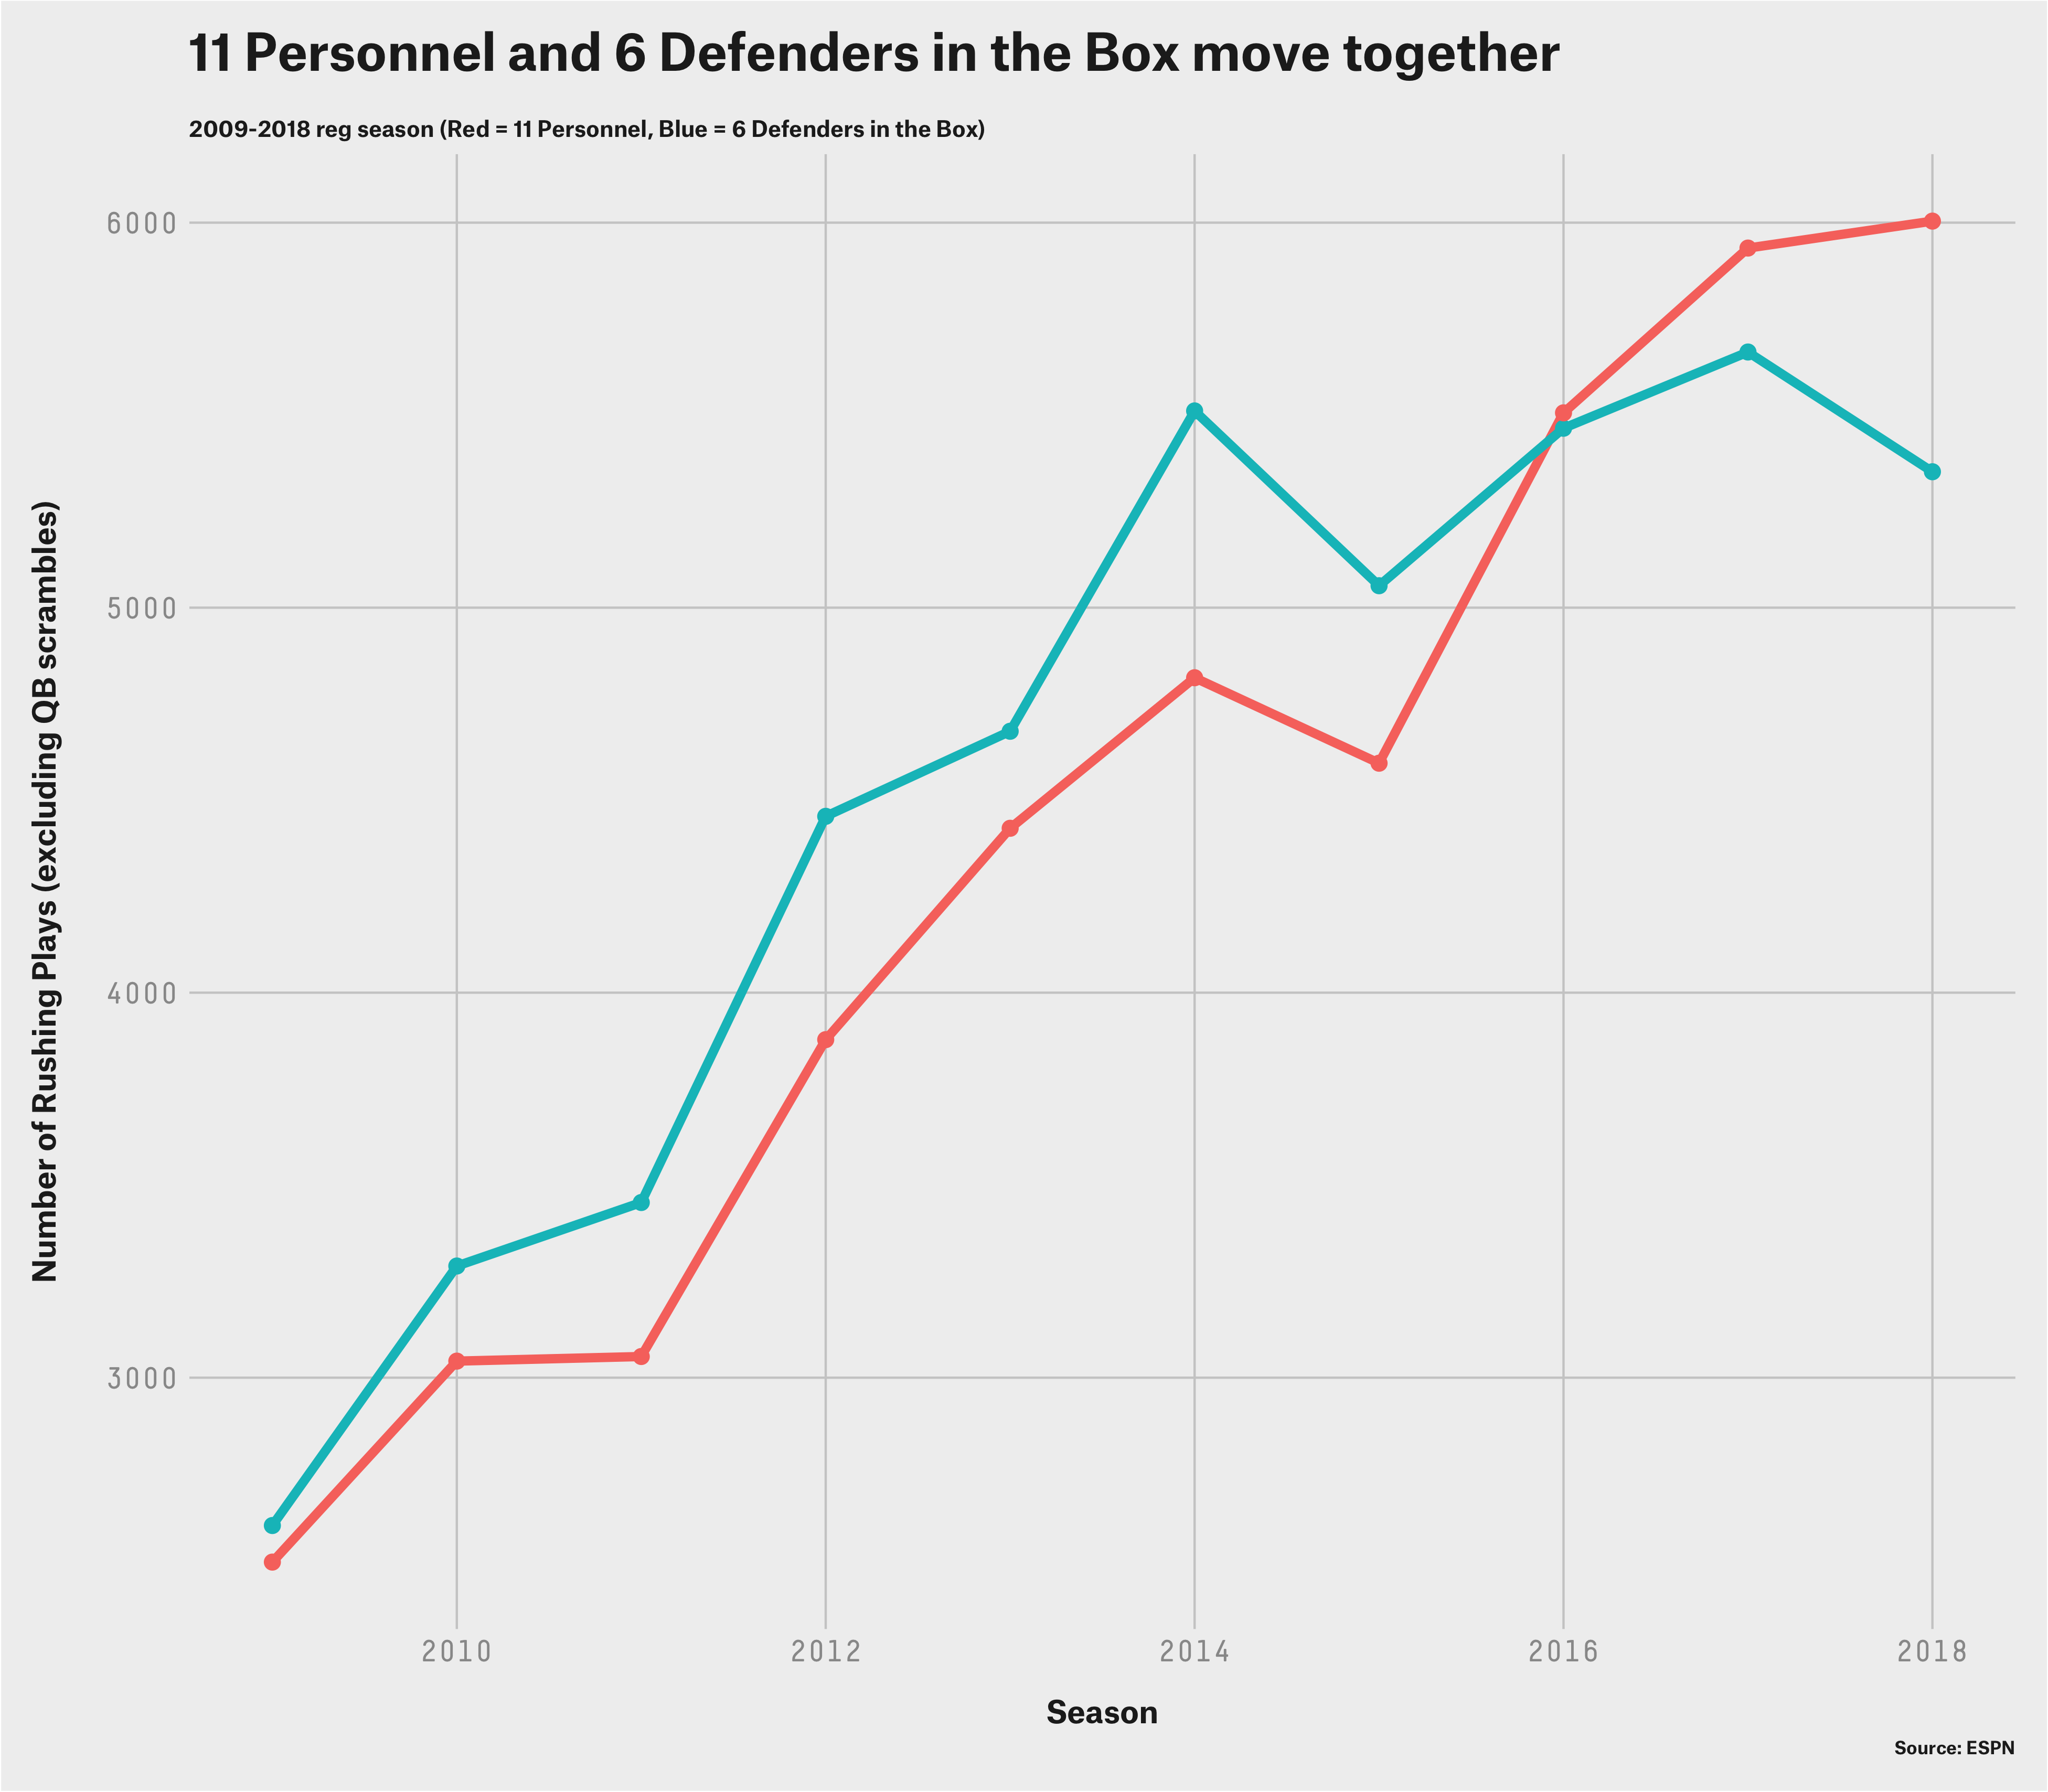 11 Personnel and 6 Defenders in the Box move together
2009-2018 reg season (Red = 11 Personnel, Blue = 6 Defenders in the Box)
Number of Rushing Plays (excluding QB scrambles)
6000
5000
4000
3000
2010
2012
2014
2016
2018
Season
Source: ESPN